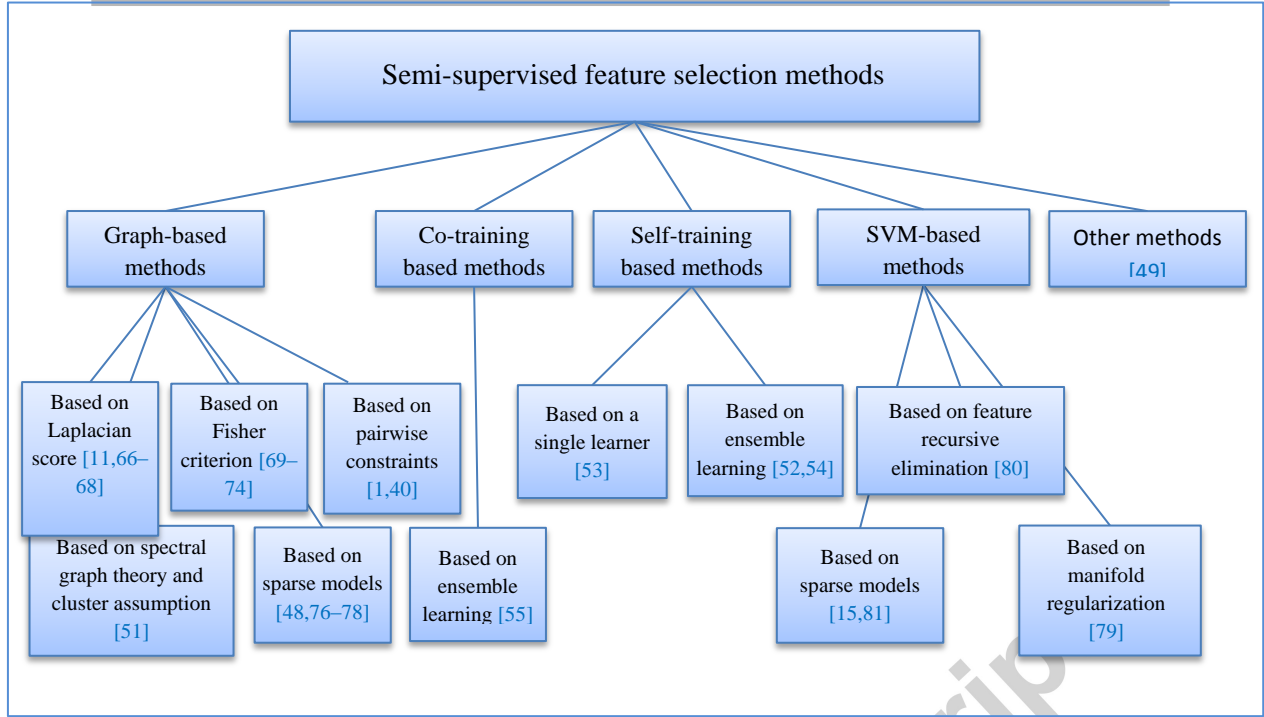 Semi-supervised feature selection methods
Graph-based
methods
Co-training
based methods
Self-training
based methods
SVM-based
methods
Other methods
[49]
Based on
Laplacian
score [11,66–
68]
Based on
Fisher
criterion [69–
74]
Based on
pairwise
constraints
[1,40]
Based on a
single learner
[53]
Based on
ensemble
learning [52,54]
Based on feature
recursive
elimination [80]
Based on spectral
graph theory and
cluster assumption
[51]
Based on
sparse models
[48,76–78]
Based on
ensemble
learning [55]
Based on
sparse models
[15,81]
Based on
manifold
regularization
[79]